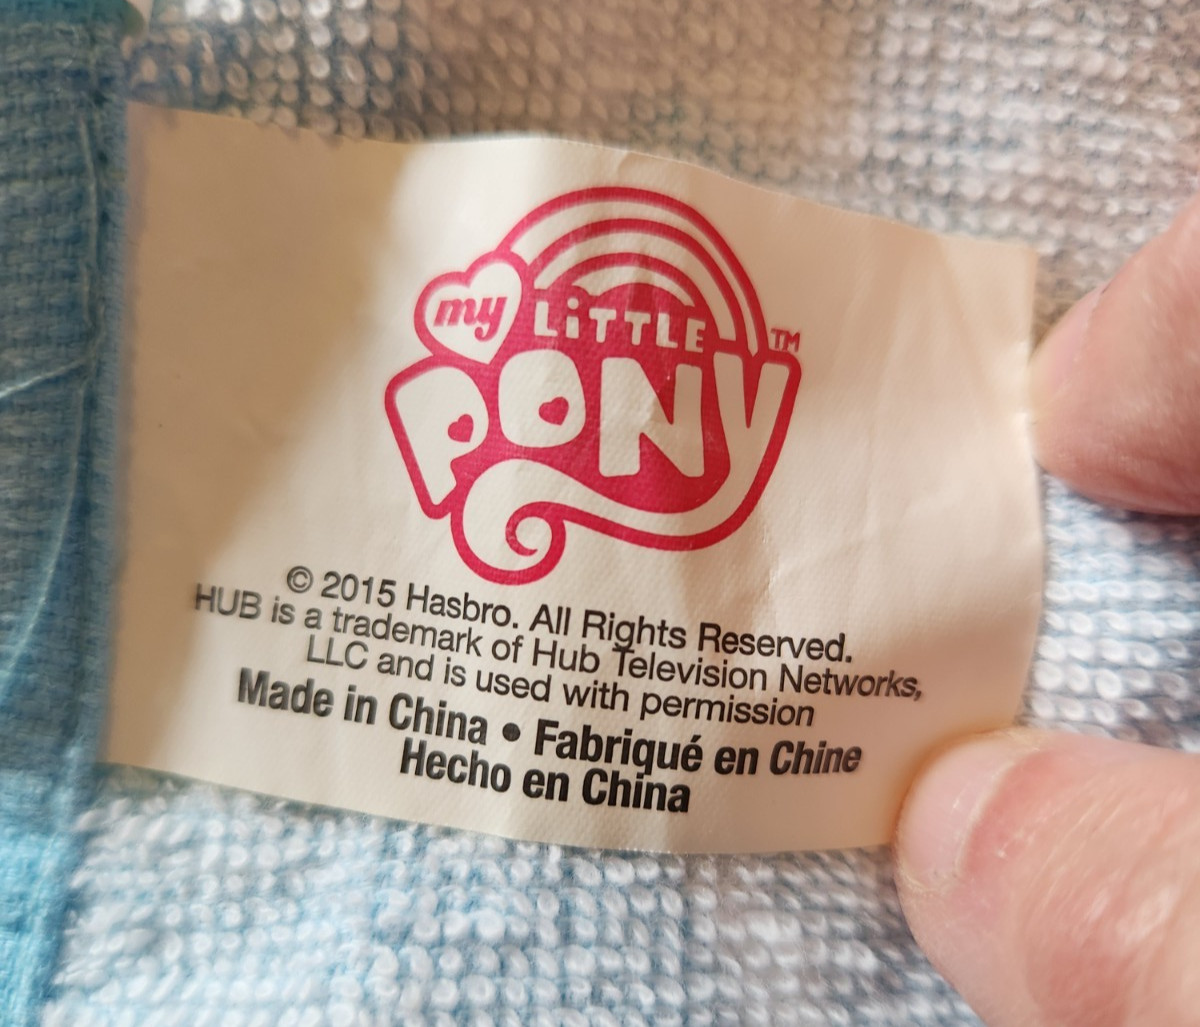 my LiTTLE TM
PONY
© 2015 Hasbro. All Rights Reserved.
HUB is a trademark of Hub Television Networks,
LLC and is used with permission
Made in China • Fabriqué en Chine
Hecho en China